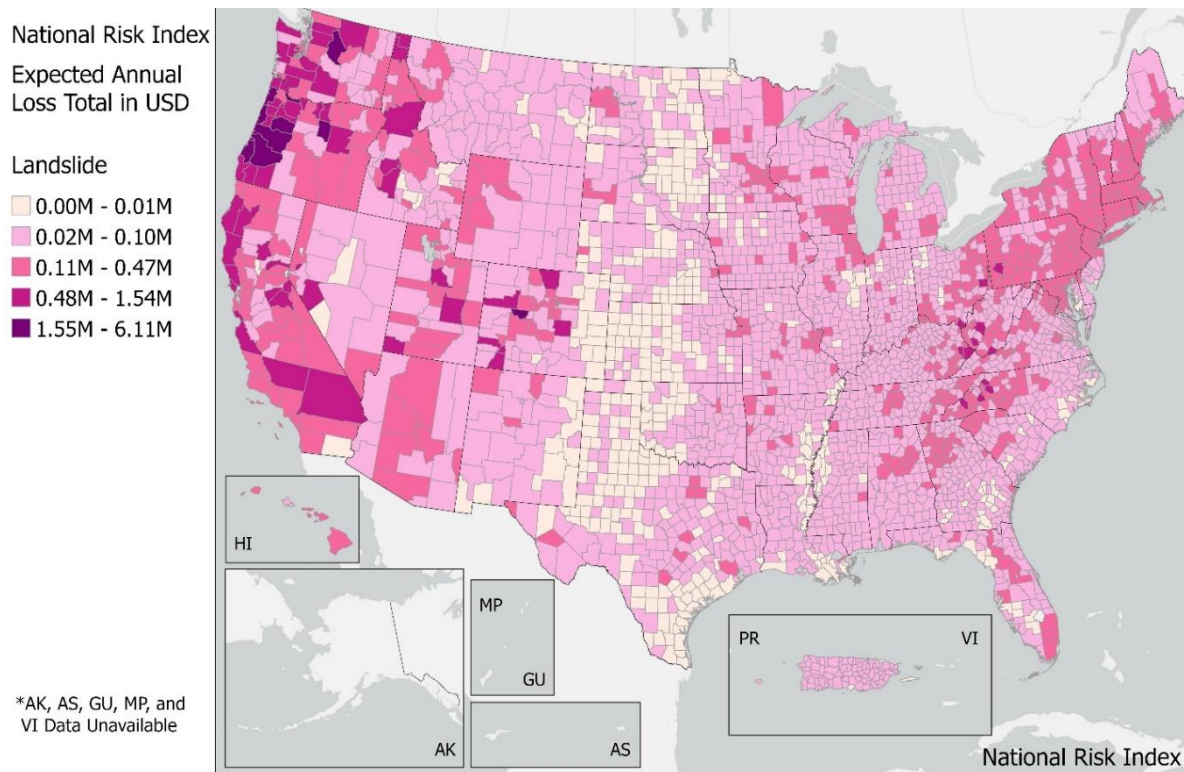 National Risk Index
Expected Annual
Loss Total in USD
Landslide
0.00M - 0.01M
0.02M - 0.10M
0.11M - 0.47M
0.48M - 1.54M
1.55M - 6.11M
*AK, AS, GU, MP, and
VI Data Unavailable
HI
AK
MP
GU
AS
PR
VI
National Risk Index